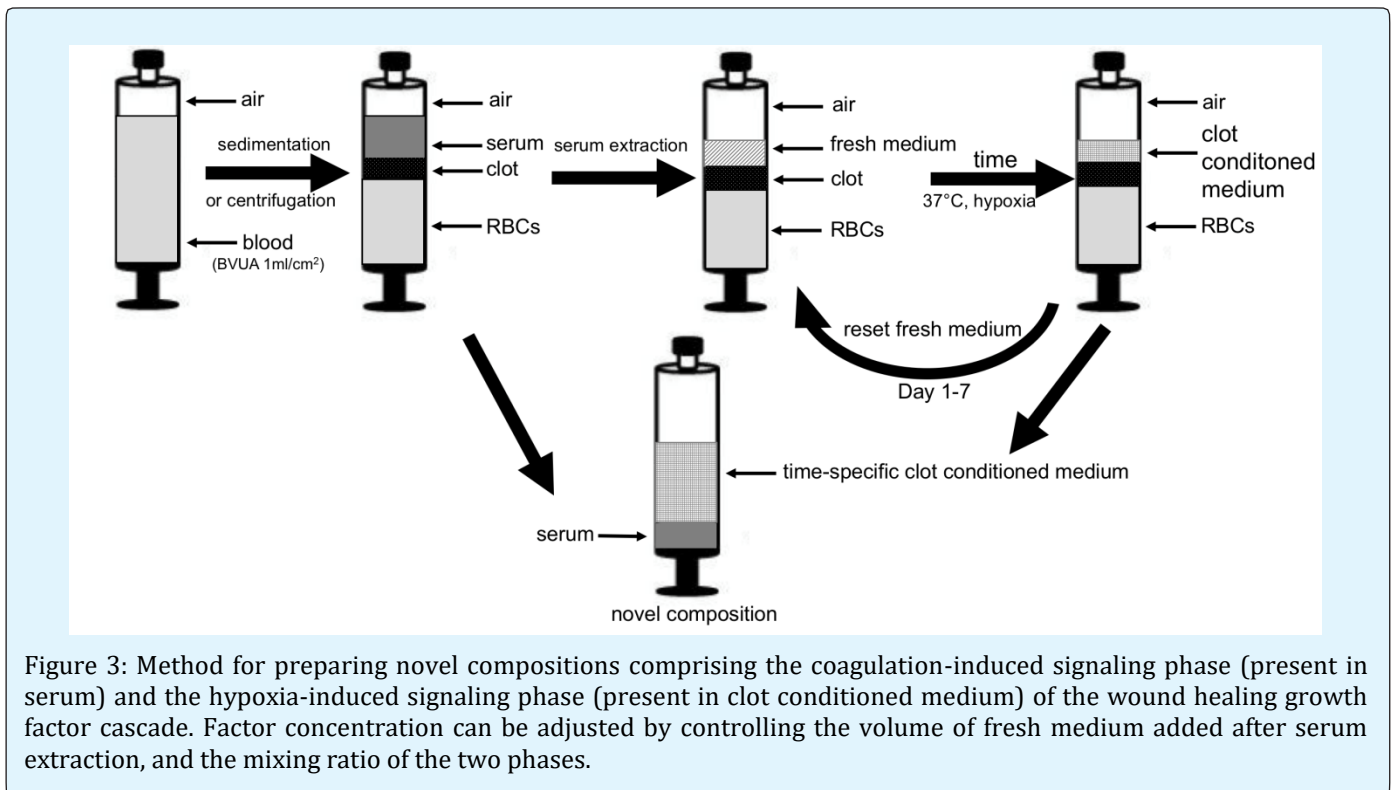 air
sedimentation
or centrifugation
blood
(BVUA 1ml/cm²)
air
serum
clot
RBCs
serum extraction
air
fresh medium
clot
RBCs
time
37°C, hypoxia
air
clot
conditoned
medium
RBCs
reset fresh medium
Day 1-7
time-specific clot conditioned medium
serum
novel composition
Figure 3: Method for preparing novel compositions comprising the coagulation-induced signaling phase (present in
serum) and the hypoxia-induced signaling phase (present in clot conditioned medium) of the wound healing growth
factor cascade. Factor concentration can be adjusted by controlling the volume of fresh medium added after serum
extraction, and the mixing ratio of the two phases.